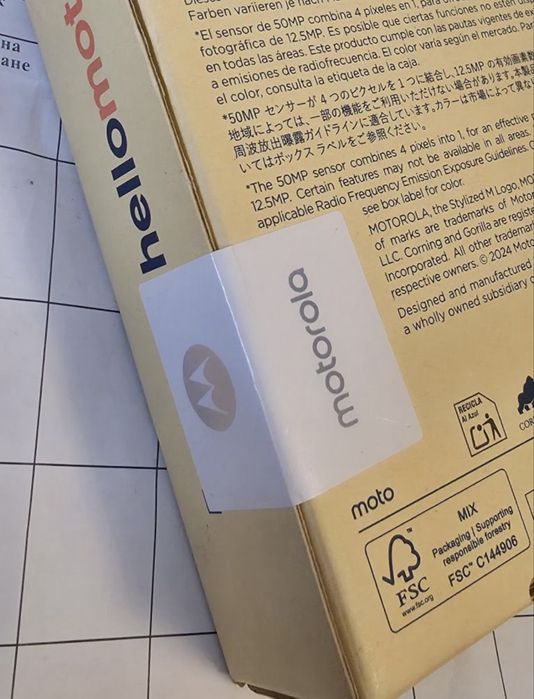 на
ане
hellomot
Farben variieren je nach
*El sensor de 50MP combina 4 píxeles en 1, para
fotográfica de 12.5MP. Es posible que ciertas funciones no estén
en todas las áreas. Este producto cumple con las pautas vigentes de
a emisiones de radiofrecuencia. El color varía según el mercado. Par
el color, consulta la etiqueta de la caja.
*50MP センサーが 4 つのピクセルを 1 つに結合し、12.5MP の有効画素数
地域によっては、一部の機能をご利用いただけない場合があります。本製品
周波放出曝露ガイドラインに適合しています。カラーは市場によって異な
いてはボックス ラベルをご参照ください。
*The 50MP sensor combines 4 pixels into 1, for an effective
12.5MP. Certain features may not be available in all areas.
applicable Radio Frequency Emission Exposure Guidelines.
see box label for color.
MOTOROLA, the Stylized M Logo, MO
of marks are trademarks of Motor
LLC. Corning and Gorilla are registe
Incorporated. All other trademar
respective owners. © 2024 Moto
Designed and manufactured
a wholly owned subsidiary
motorola
RECICLA
Al Azul
COR
moto
FSC
www.fsc.org
MIX
Packaging | Supporting
responsible forestry
FSC™ C144906